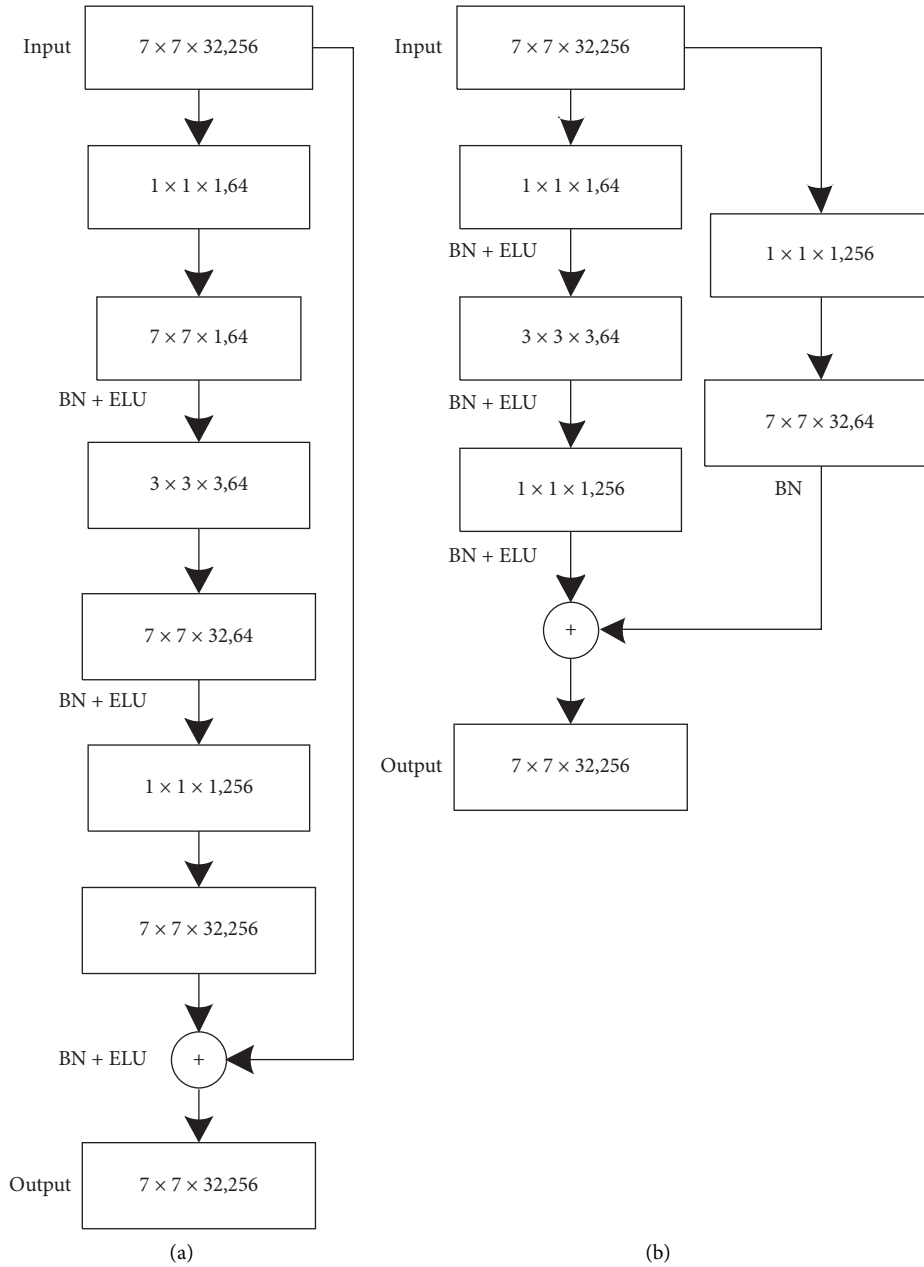 Input
7 × 7 × 32,256
1 × 1 × 1,64
7 × 7 × 1,64
BN + ELU
3 × 3 × 3,64
7 × 7 × 32,64
BN + ELU
1 × 1 × 1,256
7 × 7 × 32,256
BN + ELU
+
Output
7 × 7 × 32,256
(a)
Input
7 × 7 × 32,256
1 × 1 × 1,64
BN + ELU
3 × 3 × 3,64
BN + ELU
1 × 1 × 1,256
BN + ELU
1 × 1 × 1,256
7 × 7 × 32,64
BN
+
Output
7 × 7 × 32,256
(b)